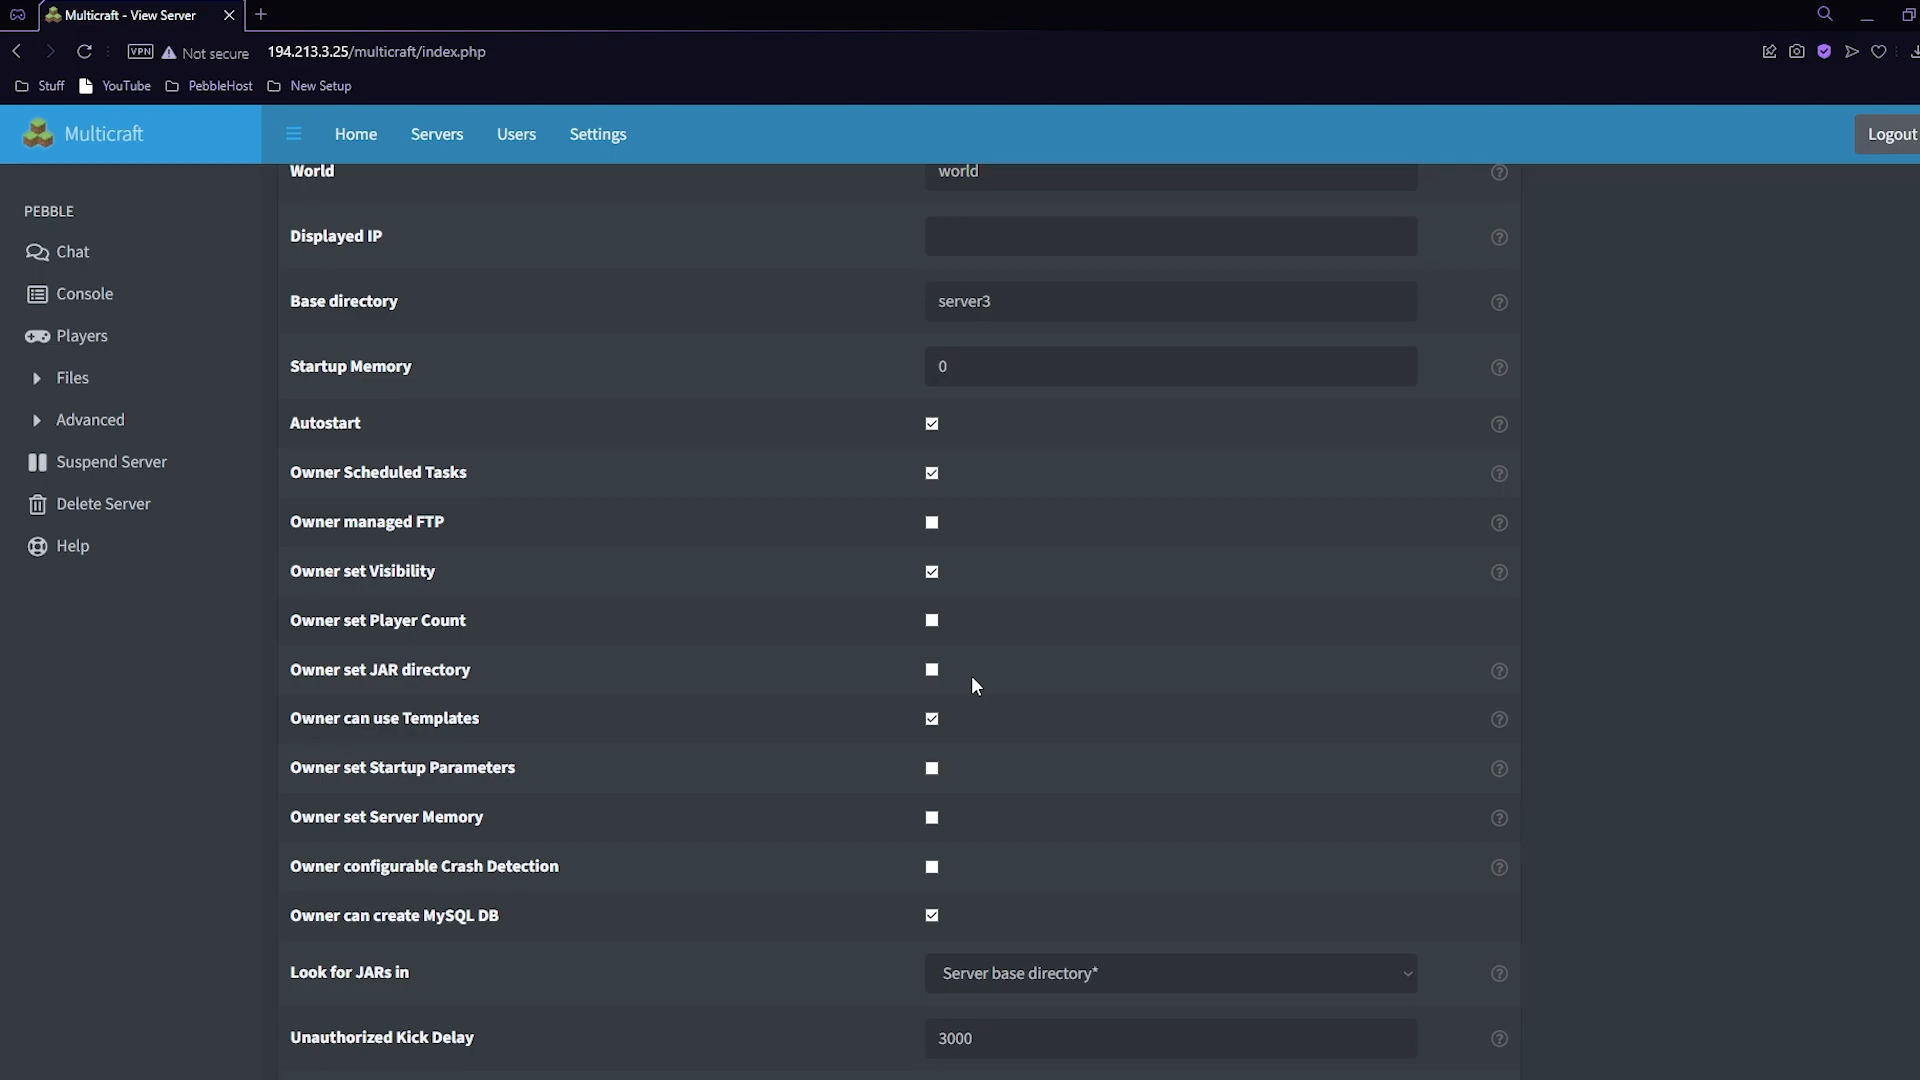 Multicraft - View Server
VPN Not secure 194.213.3.25/multicraft/index.php
Stuff YouTube PebbleHost New Setup
Multicraft Home Servers Users Settings Logout
World world
PEBBLE
Displayed IP
Chat
Console
Base directory server3
Players
Startup Memory 0
Files
Advanced
Autostart
Suspend Server
Owner Scheduled Tasks
Delete Server
Owner managed FTP
Help
Owner set Visibility
Owner set Player Count
Owner set JAR directory
Owner can use Templates
Owner set Startup Parameters
Owner set Server Memory
Owner configurable Crash Detection
Owner can create MySQL DB
Look for JARs in Server base directory*
Unauthorized Kick Delay 3000